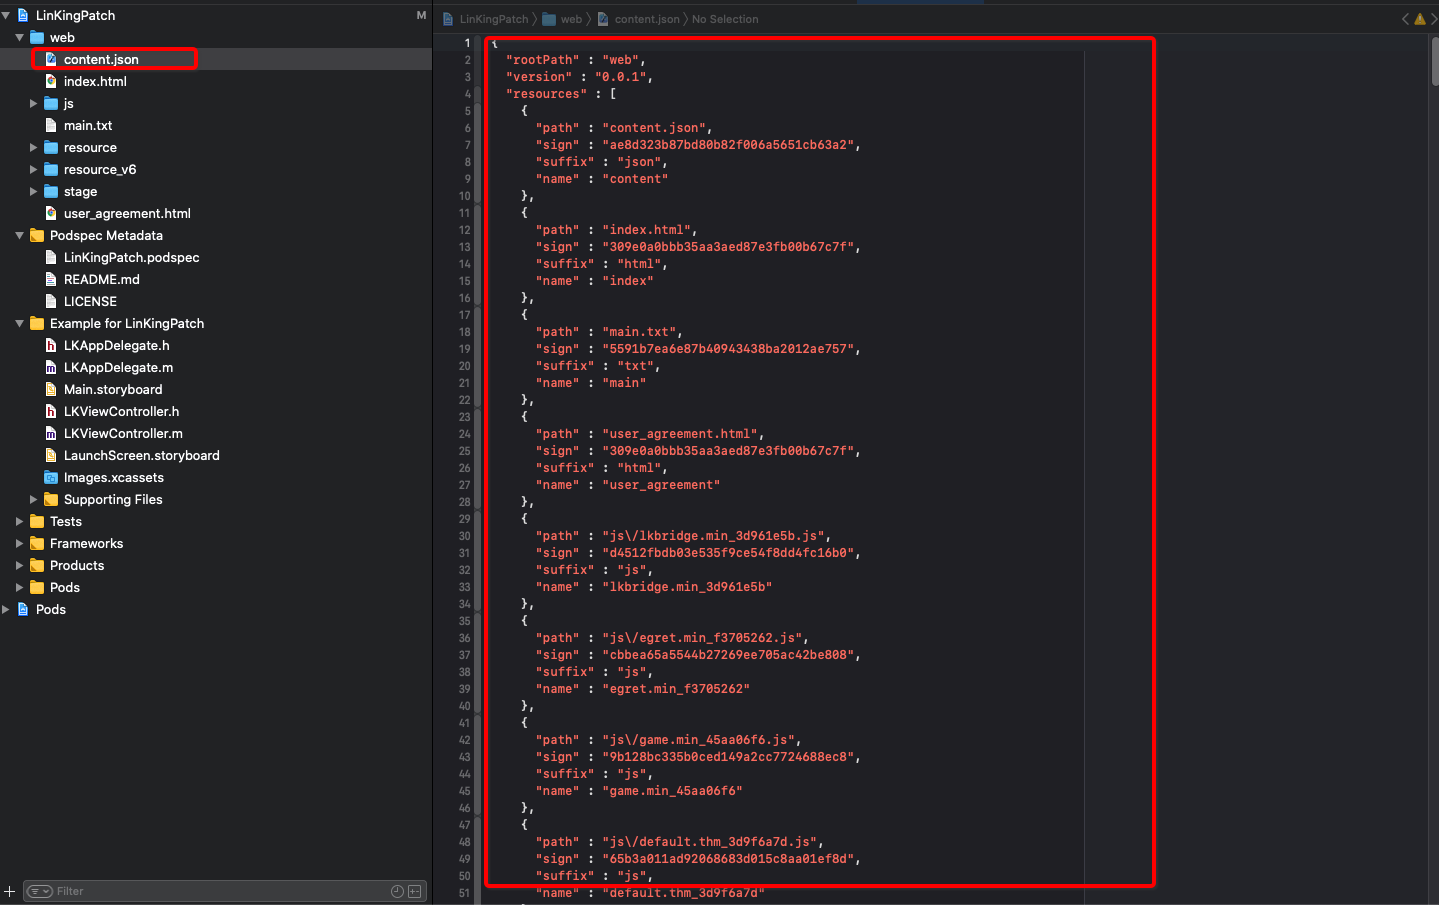 LinKingPatch M
web
content.json
index.html
js
main.txt
resource
resource_v6
stage
user_agreement.html
Podspec Metadata
LinKingPatch.podspec
README.md
LICENSE
Example for LinKingPatch
LKAppDelegate.h
LKAppDelegate.m
Main.storyboard
LKViewController.h
LKViewController.m
LaunchScreen.storyboard
Images.xcassets
Supporting Files
Tests
Frameworks
Products
Pods
Pods
Filter
LinKingPatch web content.json No Selection
1 {
2 "rootPath" : "web",
3 "version" : "0.0.1",
4 "resources" : [
5 {
6 "path" : "content.json",
7 "sign" : "ae8d323b87bd80b82f006a5651cb63a2",
8 "suffix" : "json",
9 "name" : "content"
10 },
11 {
12 "path" : "index.html",
13 "sign" : "309e0a0bbb35aa3aed87e3fb00b67c7f",
14 "suffix" : "html",
15 "name" : "index"
16 },
17 {
18 "path" : "main.txt",
19 "sign" : "5591b7ea6e87b40943438ba2012ae757",
20 "suffix" : "txt",
21 "name" : "main"
22 },
23 {
24 "path" : "user_agreement.html",
25 "sign" : "309e0a0bbb35aa3aed87e3fb00b67c7f",
26 "suffix" : "html",
27 "name" : "user_agreement"
28 },
29 {
30 "path" : "js\/lkbridge.min_3d961e5b.js",
31 "sign" : "d4512fbdb03e535f9ce54f8dd4fc16b0",
32 "suffix" : "js",
33 "name" : "lkbridge.min_3d961e5b"
34 },
35 {
36 "path" : "js\/egret.min_f3705262.js",
37 "sign" : "cbbea65a5544b27269ee705ac42be808",
38 "suffix" : "js",
39 "name" : "egret.min_f3705262"
40 },
41 {
42 "path" : "js\/game.min_45aa06f6.js",
43 "sign" : "9b128bc335b0ced149a2cc7724688ec8",
44 "suffix" : "js",
45 "name" : "game.min_45aa06f6"
46 },
47 {
48 "path" : "js\/default.thm_3d9f6a7d.js",
49 "sign" : "65b3a011ad92068683d015c8aa01ef8d",
50 "suffix" : "js",
51 "name" : "default.thm_3d9f6a7d"